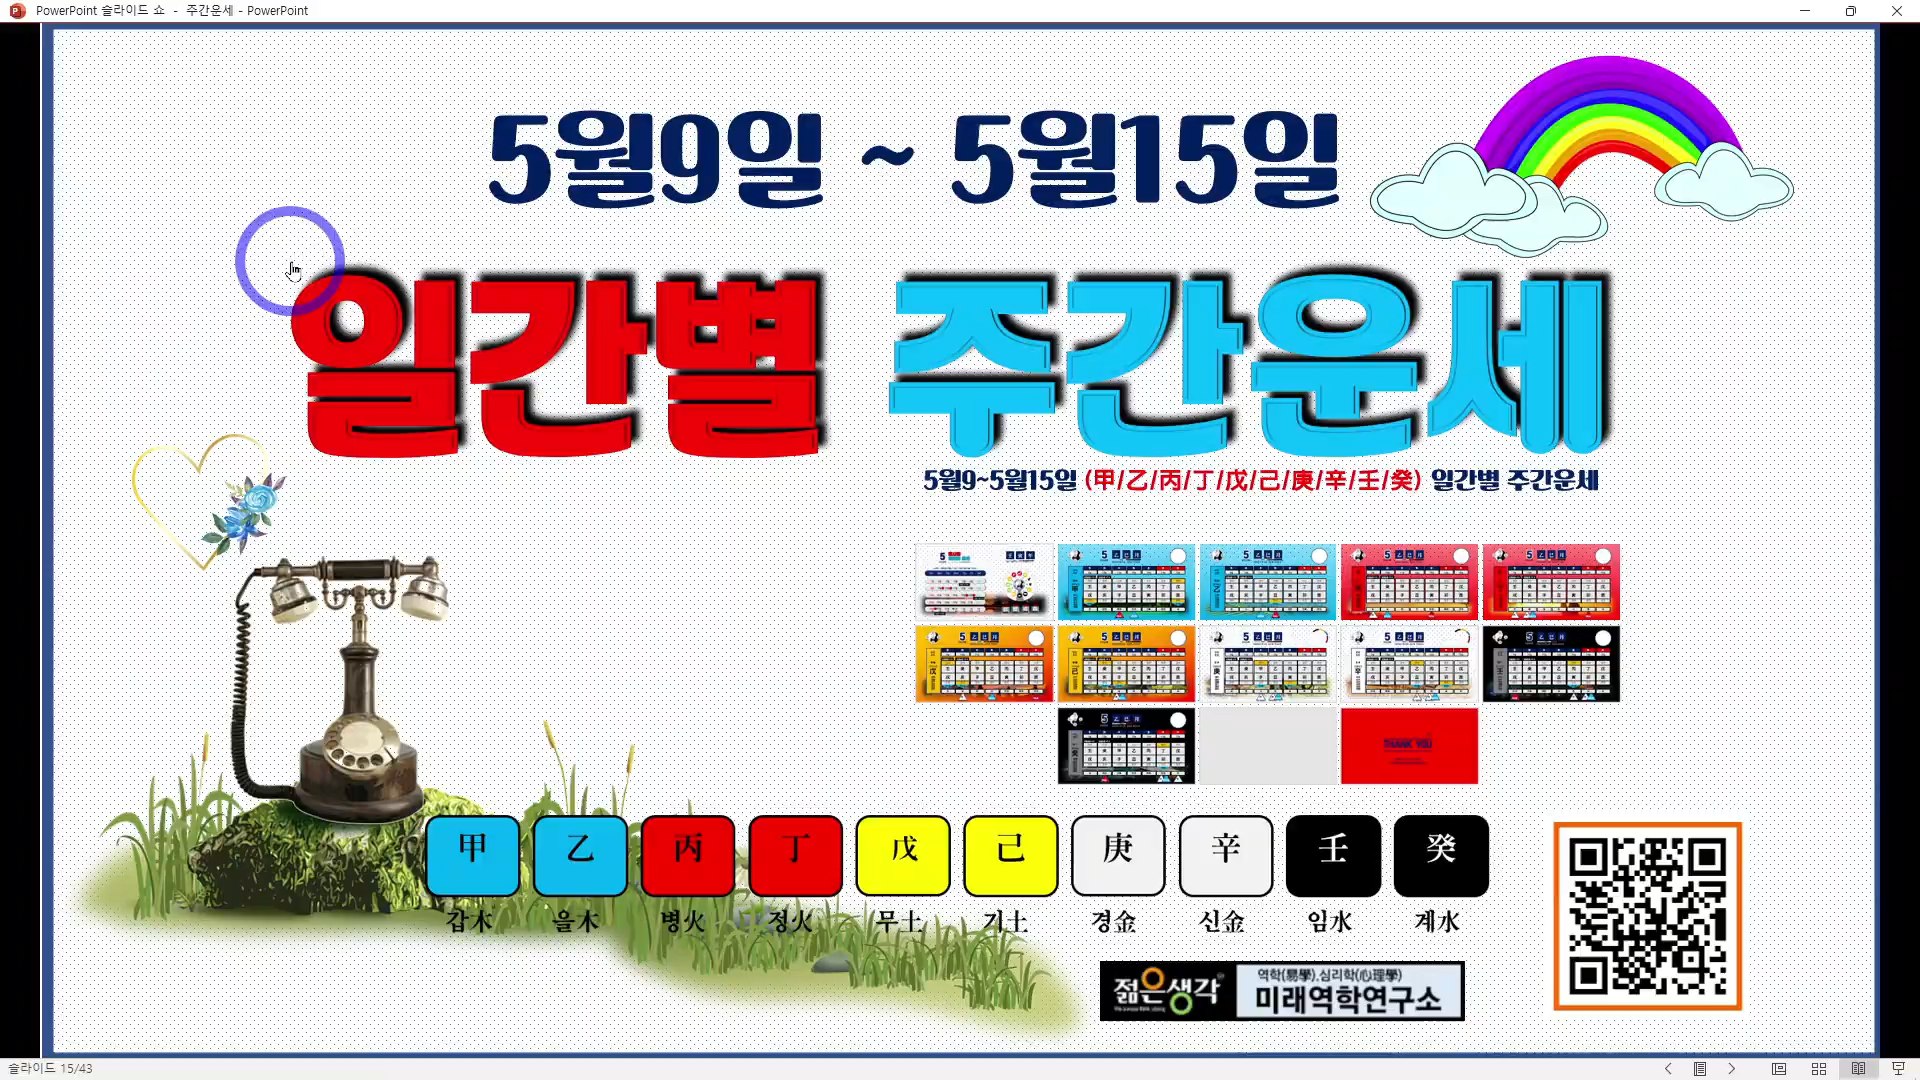 PowerPoint 슬라이드 쇼 - 주간운세 - PowerPoint
5월9일 ~ 5월15일
일간별 주간운세
5월9~5월15일 (甲/乙/丙/丁/戊/己/庚/辛/壬/癸) 일간별 주간운세
THANK YOU
甲 乙 丙 丁 戊 己 庚 辛 壬 癸
갑木 을木 병火 정火 무土 기土 경金 신金 임水 계水
젊은생각
역학(易學),심리학(心理學)
미래역학연구소
슬라이드 15/43